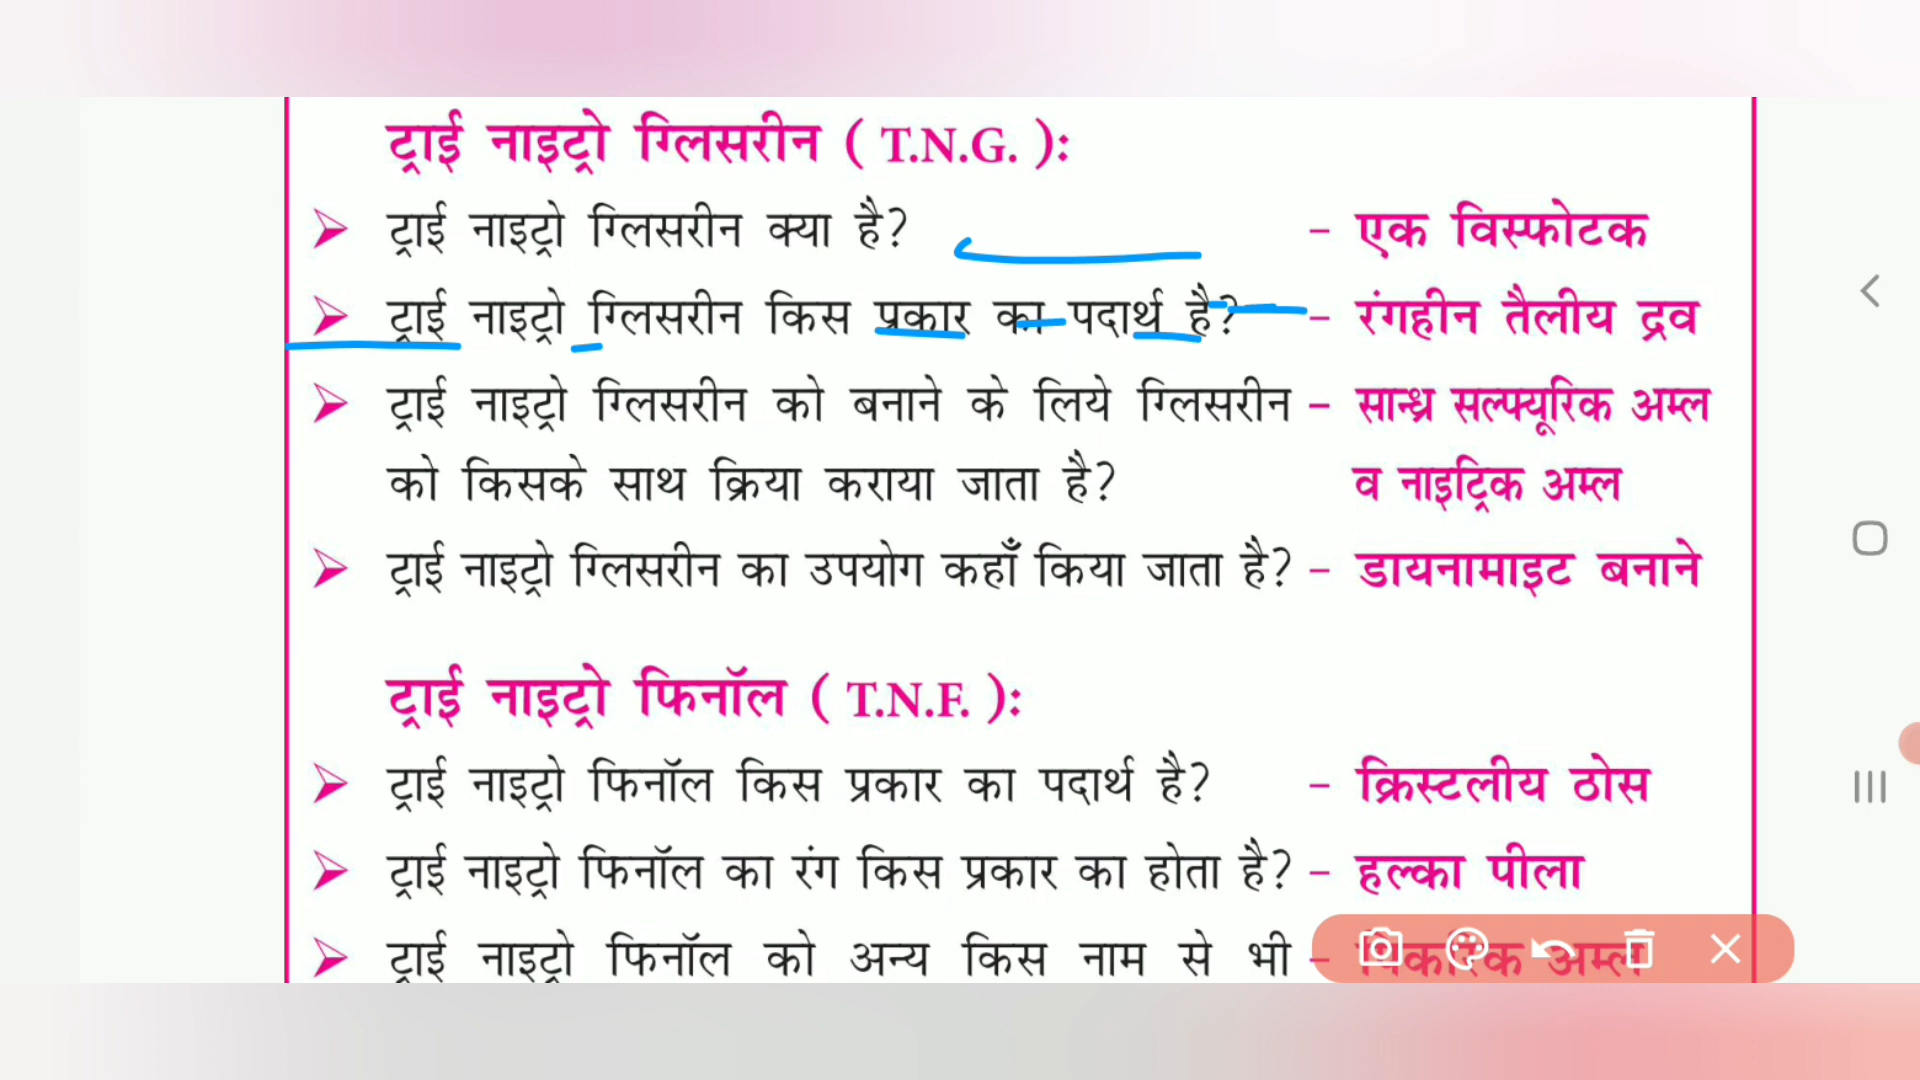 ट्राई नाइट्रो ग्लिसरीन ( T.N.G. ):
➢ ट्राई नाइट्रो ग्लिसरीन क्या है? – एक विस्फोटक
➢ ट्राई नाइट्रो ग्लिसरीन किस प्रकार का पदार्थ है? – रंगहीन तैलीय द्रव
➢ ट्राई नाइट्रो ग्लिसरीन को बनाने के लिये ग्लिसरीन – सान्ध्र सल्फ्यूरिक अम्ल
को किसके साथ क्रिया कराया जाता है? व नाइट्रिक अम्ल
➢ ट्राई नाइट्रो ग्लिसरीन का उपयोग कहाँ किया जाता है? – डायनामाइट बनाने
ट्राई नाइट्रो फिनॉल ( T.N.F. ):
➢ ट्राई नाइट्रो फिनॉल किस प्रकार का पदार्थ है? – क्रिस्टलीय ठोस
➢ ट्राई नाइट्रो फिनॉल का रंग किस प्रकार का होता है? – हल्का पीला
➢ ट्राई नाइट्रो फिनॉल को अन्य किस नाम से भी – अम्ल